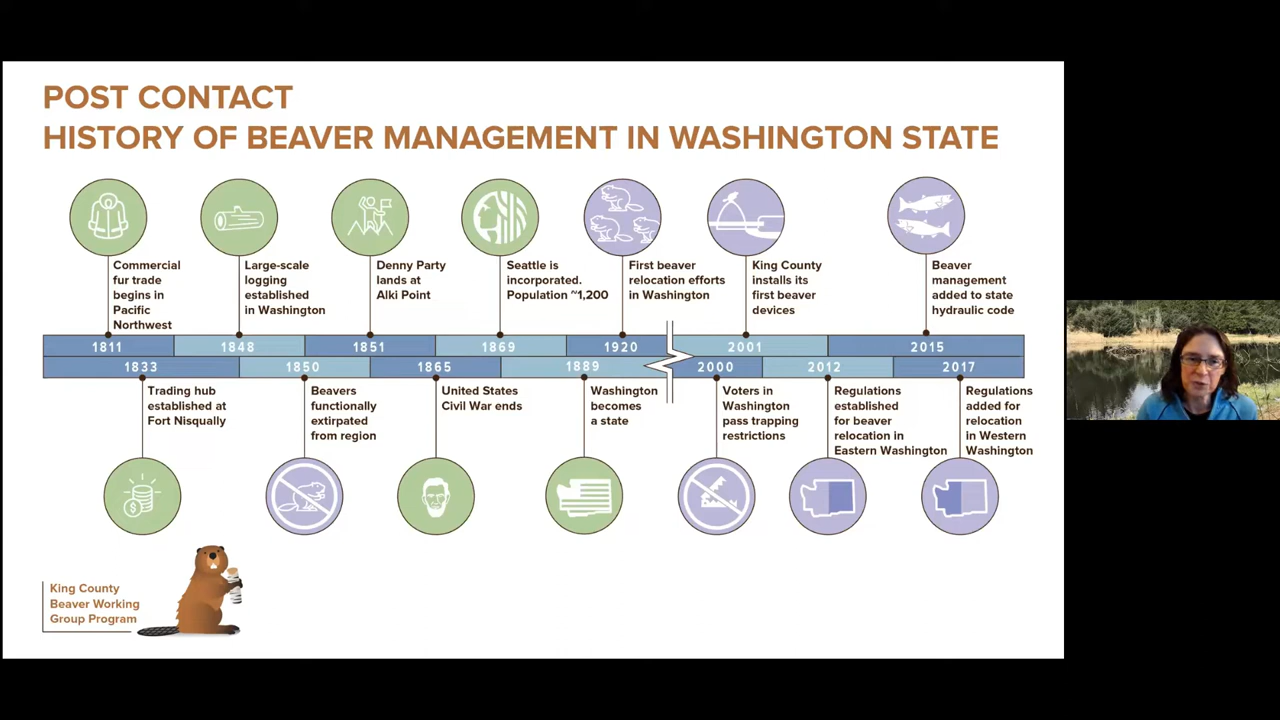 POST CONTACT
HISTORY OF BEAVER MANAGEMENT IN WASHINGTON STATE
Commercial
fur trade
begins in
Pacific
Northwest
Large-scale
logging
established
in Washington
Denny Party
lands at
Alki Point
Seattle is
incorporated.
Population ~1,200
First beaver
relocation efforts
in Washington
King County
installs its
first beaver
devices
Beaver
management
added to state
hydraulic code
1811 1848 1851 1869 1920 2001 2015
1833 1850 1865 1889 2000 2012 2017
Trading hub
established at
Fort Nisqually
Beavers
functionally
extirpated
from region
United States
Civil War ends
Washington
becomes
a state
Voters in
Washington
pass trapping
restrictions
Regulations
established
for beaver
relocation in
Eastern Washington
Regulations
added for
relocation
in Western
Washington
King County
Beaver Working
Group Program